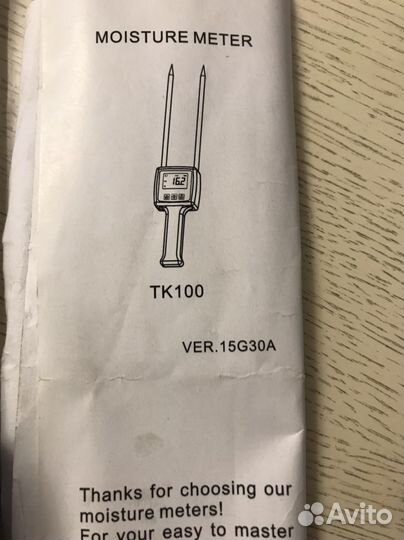 MOISTURE METER
16.2
TK100
VER.15G30A
Thanks for choosing our
moisture meters!
For your easy to master
Avito